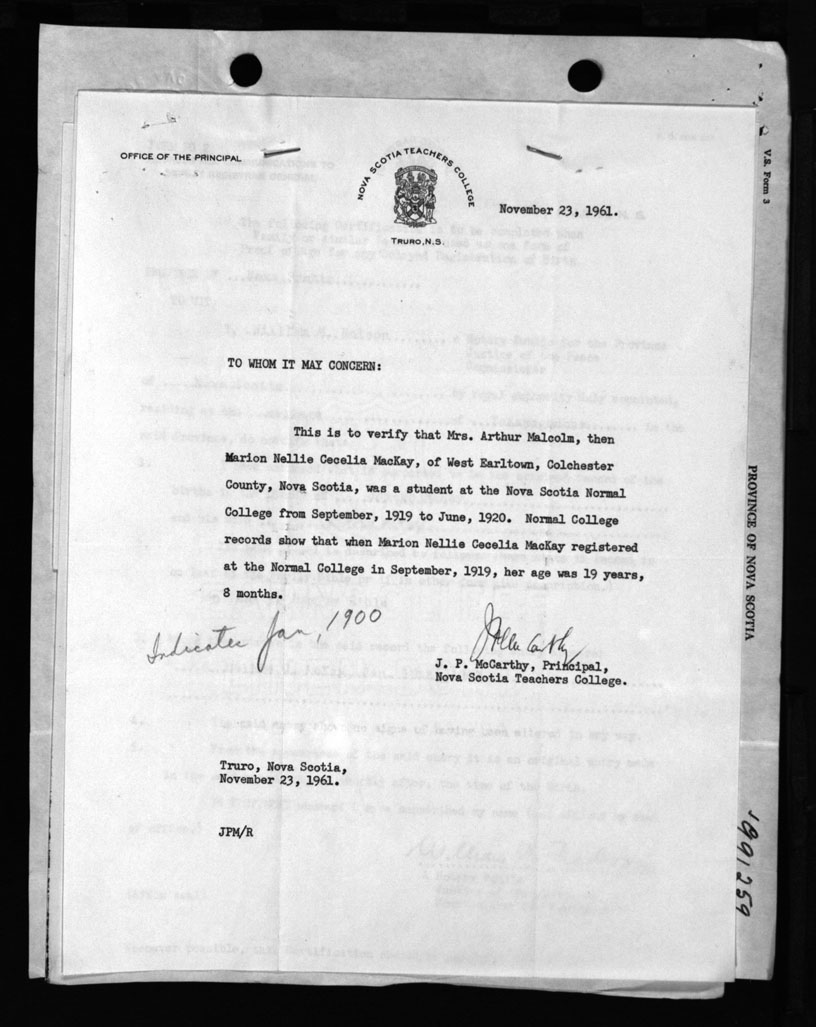 OFFICE OF THE PRINCIPAL
NOVA SCOTIA TEACHERS COLLEGE
TRURO, N.S.
November 23, 1961.
TO WHOM IT MAY CONCERN:
This is to verify that Mrs. Arthur Malcolm, then
Marion Nellie Cecelia MacKay, of West Earltown, Colchester
County, Nova Scotia, was a student at the Nova Scotia Normal
College from September, 1919 to June, 1920. Normal College
records show that when Marion Nellie Cecelia MacKay registered
at the Normal College in September, 1919, her age was 19 years,
8 months.
Indicates Jan, 1900
J. P. McCarthy
J. P. McCarthy, Principal,
Nova Scotia Teachers College.
Truro, Nova Scotia,
November 23, 1961.
JPM/R
V.S. Form 3
PROVINCE OF NOVA SCOTIA
1991259